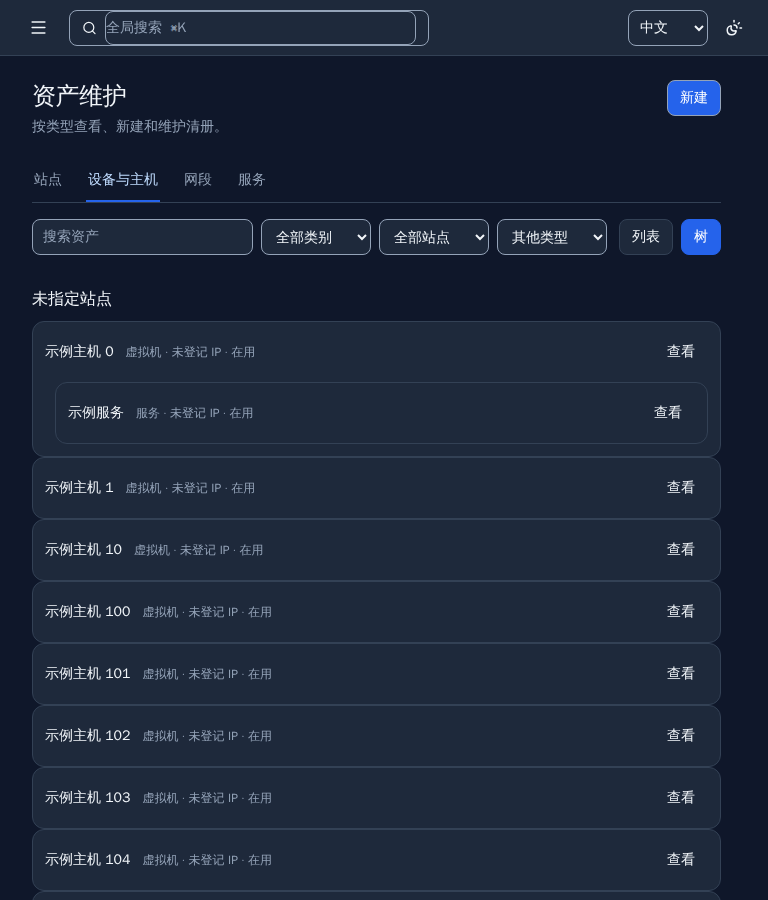 全局搜索 ⌘K
中文
资产维护
新建
按类型查看、新建和维护清册。
站点 设备与主机 网段 服务
搜索资产 全部类别 全部站点 其他类型 列表 树
未指定站点
示例主机 0 虚拟机 · 未登记 IP · 在用 查看
示例服务 服务 · 未登记 IP · 在用 查看
示例主机 1 虚拟机 · 未登记 IP · 在用 查看
示例主机 10 虚拟机 · 未登记 IP · 在用 查看
示例主机 100 虚拟机 · 未登记 IP · 在用 查看
示例主机 101 虚拟机 · 未登记 IP · 在用 查看
示例主机 102 虚拟机 · 未登记 IP · 在用 查看
示例主机 103 虚拟机 · 未登记 IP · 在用 查看
示例主机 104 虚拟机 · 未登记 IP · 在用 查看